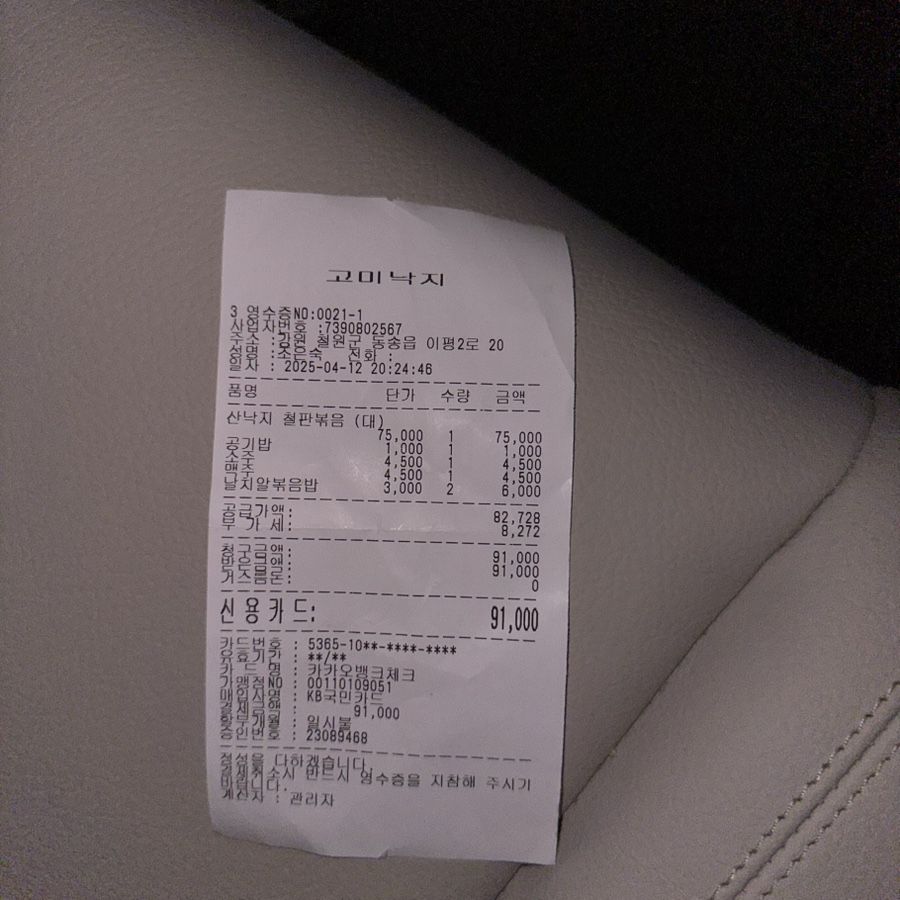 고미낙지
3 영수증NO:0021-1
사업자번호 :7390802567
주소 :강원 철원군 동송읍 이평2로 20
성명 :조은숙 전화 :
일자 : 2025-04-12 20:24:46
품명 단가 수량 금액
산낙지 철판볶음 (대)
75,000 1 75,000
공기밥 1,000 1 1,000
소주 4,500 1 4,500
맥주 4,500 1 4,500
날치알볶음밥 3,000 2 6,000
공급가액: 82,728
부 가 세: 8,272
청구금액: 91,000
받은금액: 91,000
거스름돈: 0
신용카드: 91,000
카드번호 : 5365-10**-****-****
유효기간 : **/**
카 드 명 : 카카오뱅크체크
가맹점NO : 00110109051
매입사명 : KB국민카드
결제금액 : 91,000
할부개월 : 일시불
승인번호 : 23089468
정성을 다하겠습니다.
결제취소시 반드시 영수증을 지참해 주시기
바랍니다.
계산자 : 관리자